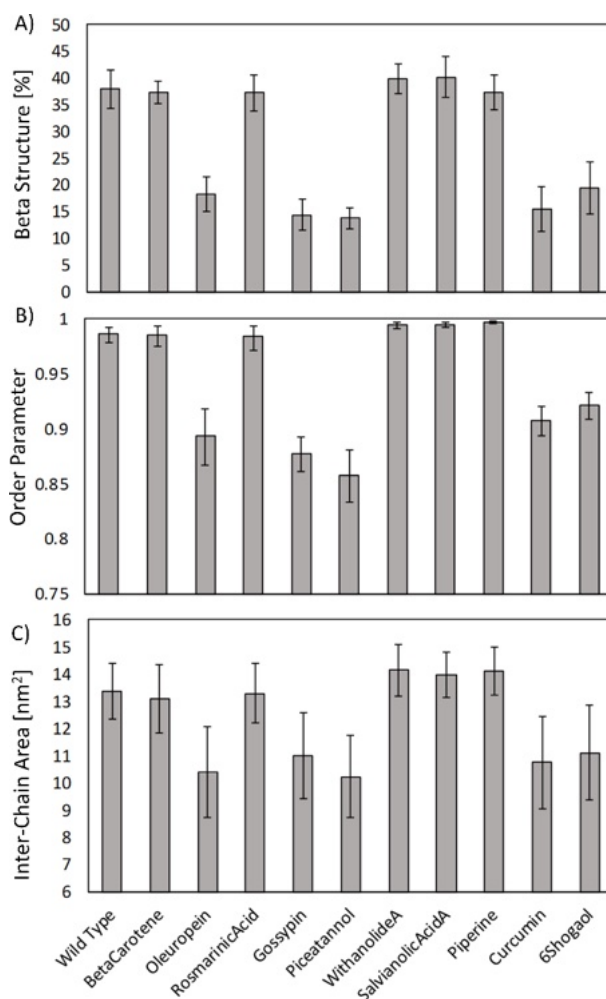 A)
Beta Structure [%]
50
45
40
35
30
25
20
15
10
5
0
B)
Order Parameter
1
0.95
0.9
0.85
0.8
0.75
C)
Inter-Chain Area [nm²]
16
15
14
13
12
11
10
9
8
7
6
Wild Type
BetaCarotene
Oleuropein
RosmarinicAcid
Gossypin
Piceatannol
WithanolideA
SalvianolicAcidA
Piperine
Curcumin
6Shogaol